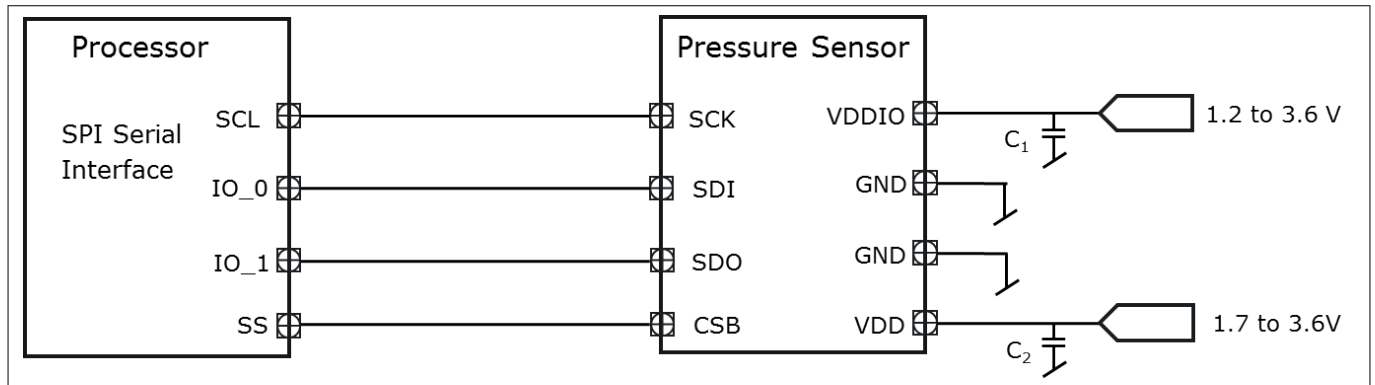 Processor
SPI Serial
Interface
SCL
IO_0
IO_1
SS
Pressure Sensor
SCK
SDI
SDO
CSB
VDDIO
GND
GND
VDD
C₁
1.2 to 3.6 V
C₂
1.7 to 3.6V